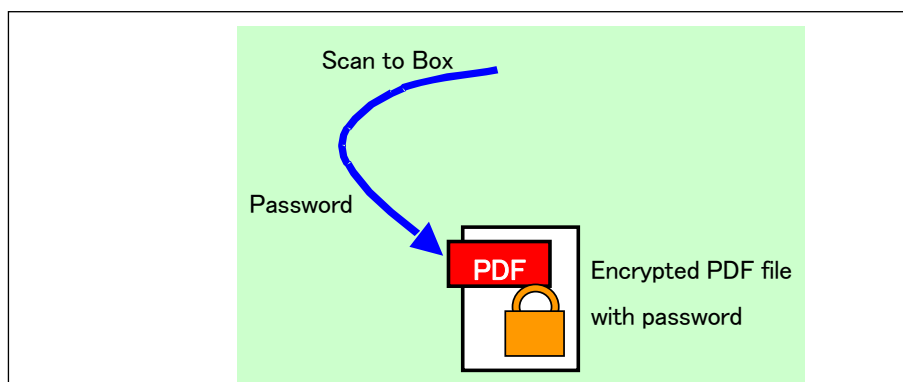 Scan to Box
Password
PDF
Encrypted PDF file
with password